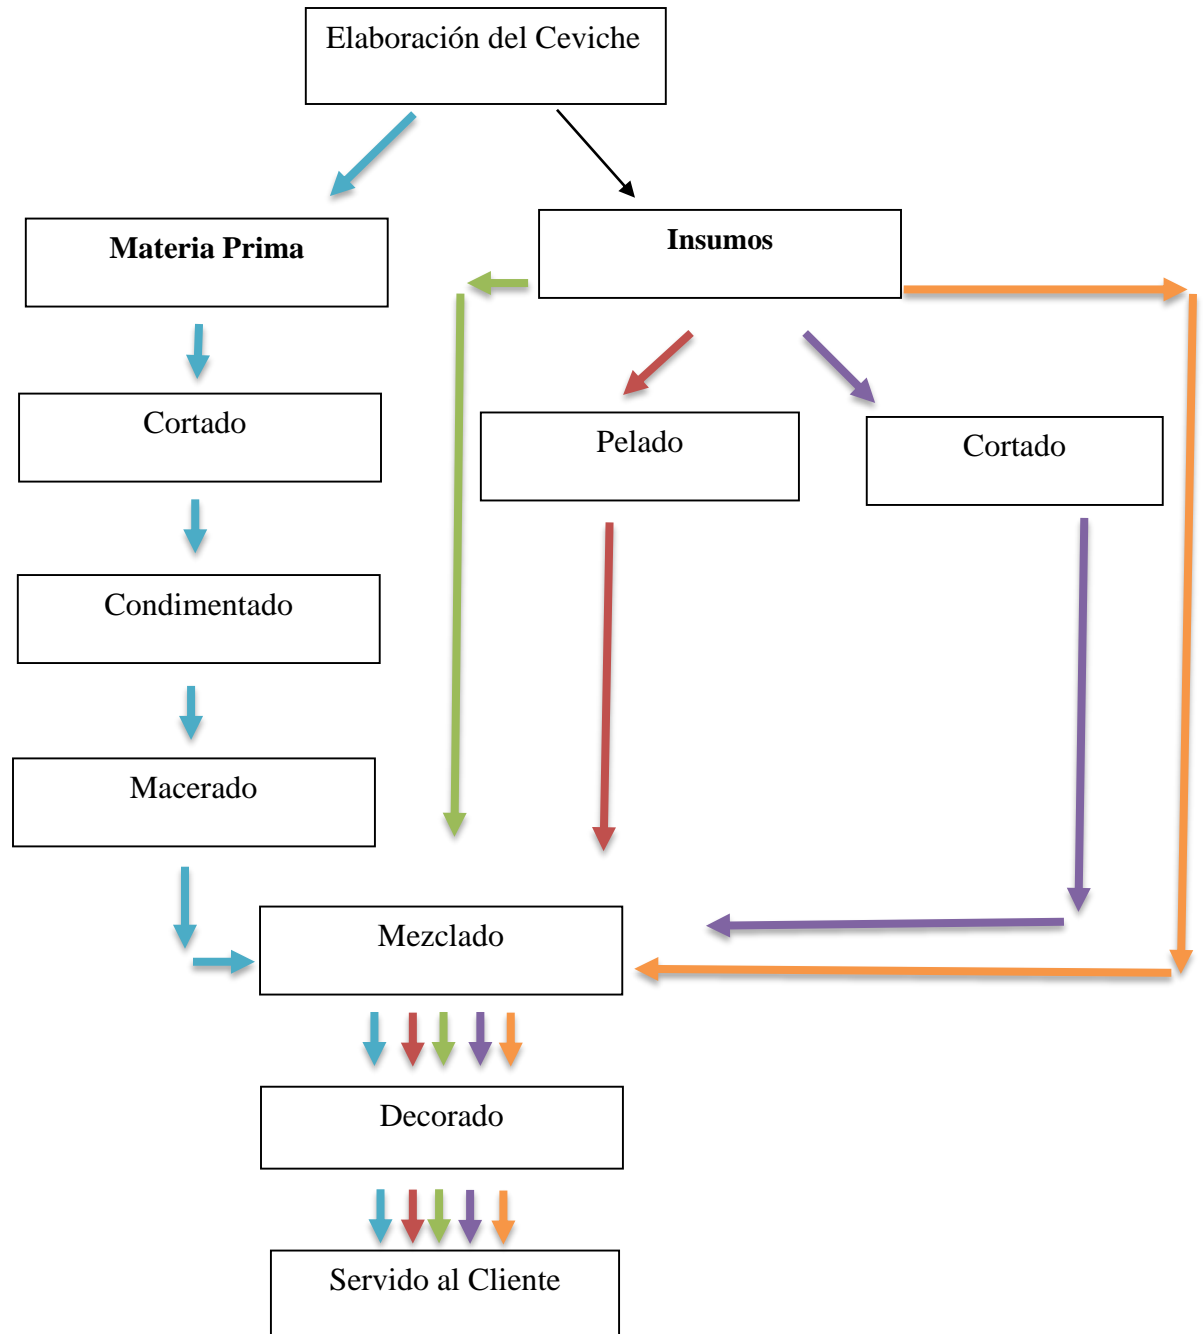 Elaboración del Ceviche
Materia Prima
Insumos
Cortado
Pelado
Cortado
Condimentado
Macerado
Mezclado
Decorado
Servido al Cliente